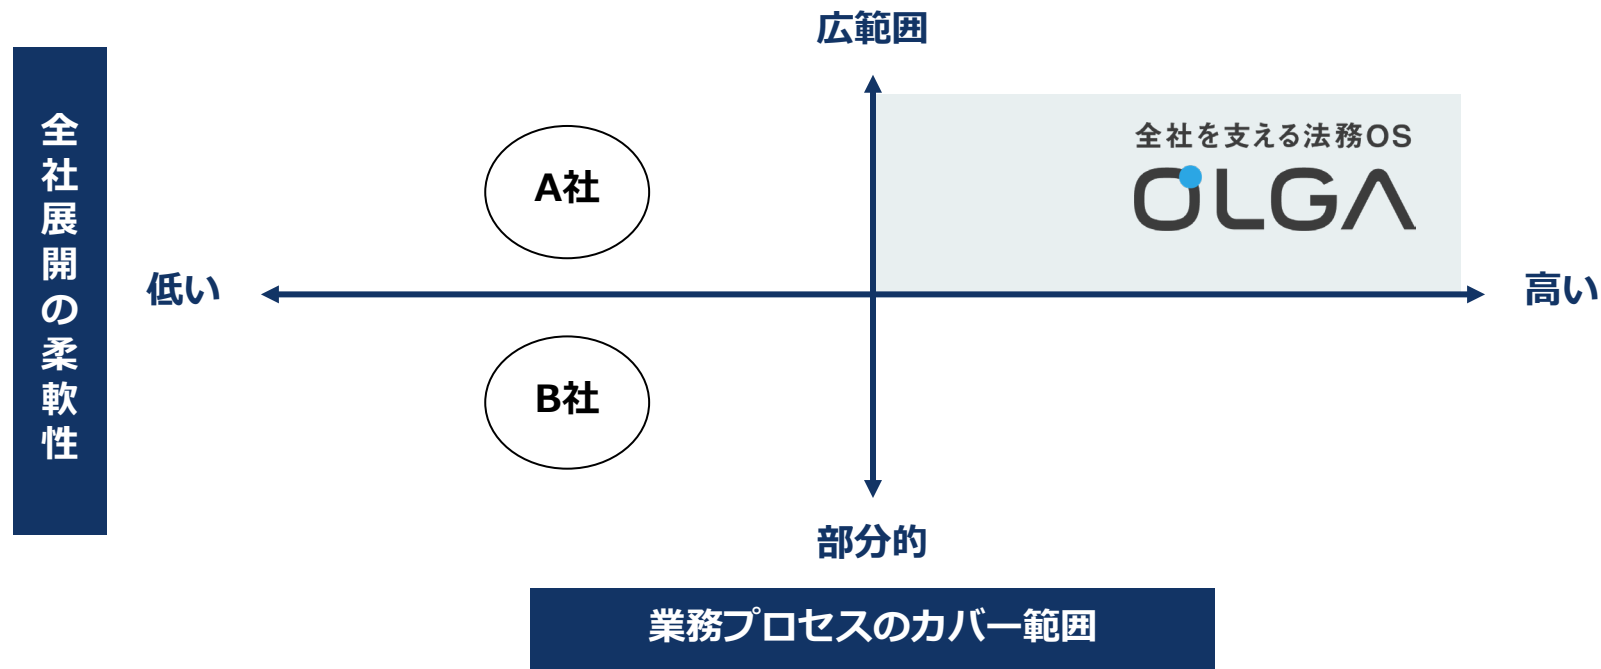 広範囲
全社展開の柔軟性
全社を支える法務OS
OLGA
A社
低い
高い
B社
部分的
業務プロセスのカバー範囲